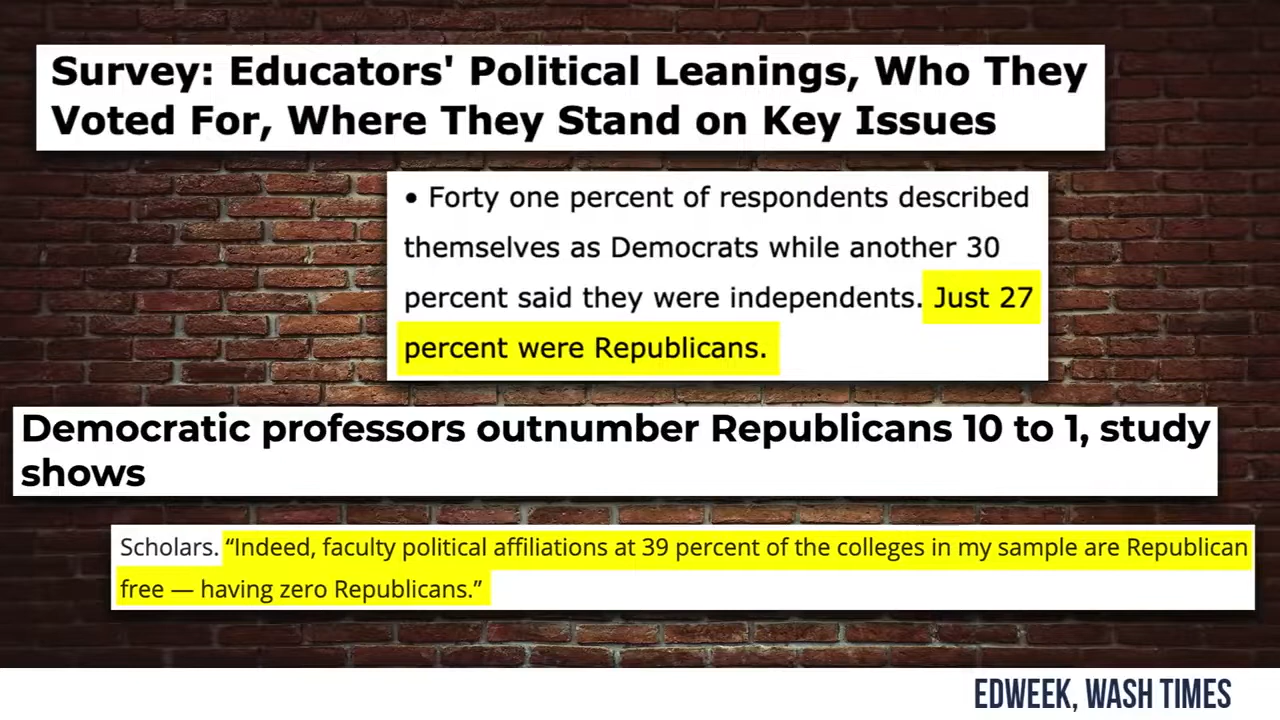 Survey: Educators' Political Leanings, Who They
Voted For, Where They Stand on Key Issues
• Forty one percent of respondents described
themselves as Democrats while another 30
percent said they were independents. Just 27
percent were Republicans.
Democratic professors outnumber Republicans 10 to 1, study
shows
Scholars. “Indeed, faculty political affiliations at 39 percent of the colleges in my sample are Republican
free — having zero Republicans.”
EDWEEK, WASH TIMES